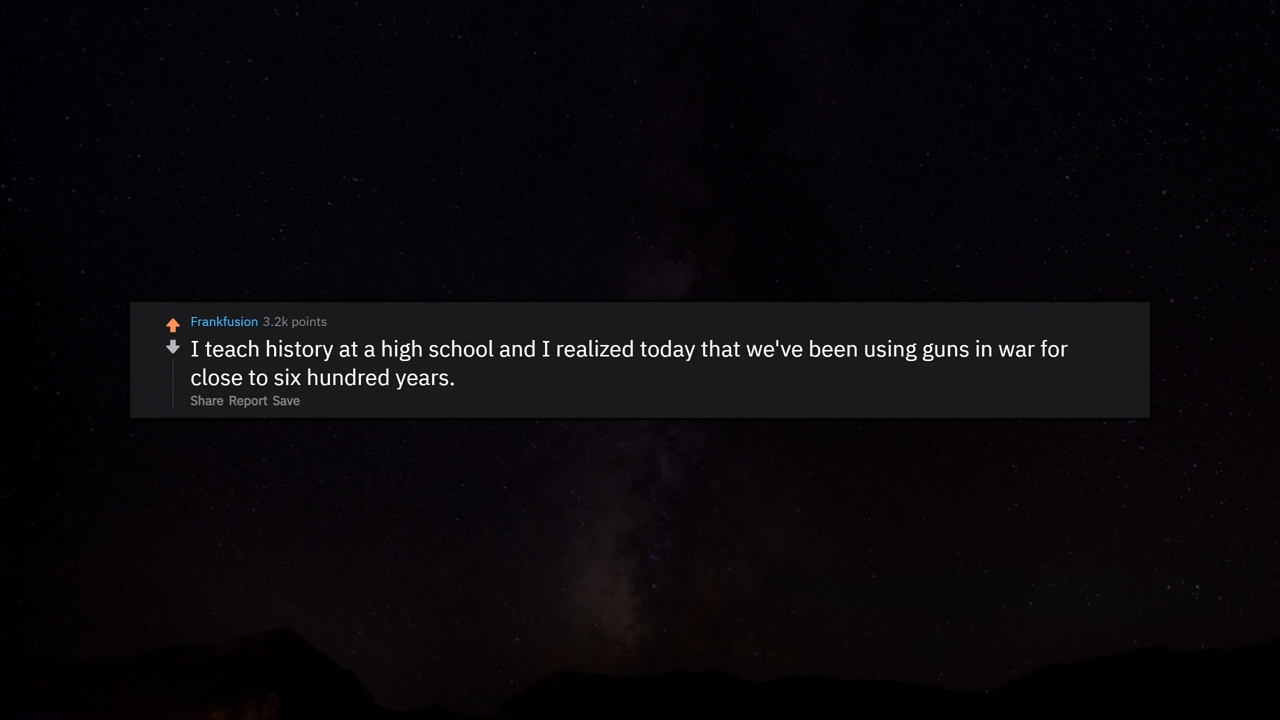 Frankfusion 3.2k points
I teach history at a high school and I realized today that we've been using guns in war for
close to six hundred years.
Share Report Save